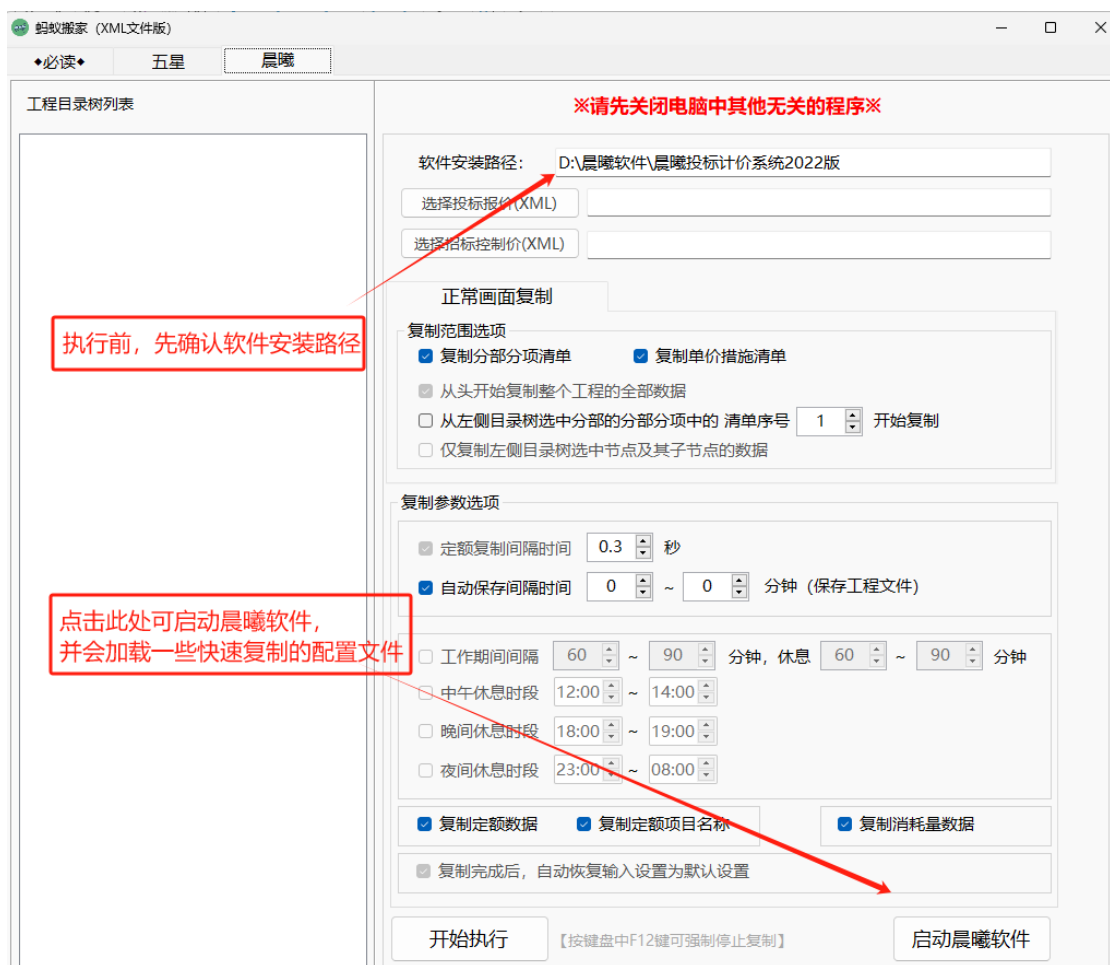 蚂蚁搬家（XML文件版）
◆必读◆ 五星 晨曦
工程目录树列表
※请先关闭电脑中其他无关的程序※
软件安装路径： D:\晨曦软件\晨曦投标计价系统2022版
选择投标报价(XML)
选择招标控制价(XML)
正常画面复制
执行前，先确认软件安装路径
复制范围选项
复制分部分项清单 复制单价措施清单
从头开始复制整个工程的全部数据
从左侧目录树选中分部的分部分项中的 清单序号 1 开始复制
仅复制左侧目录树选中节点及其子节点的数据
复制参数选项
定额复制间隔时间 0.3 秒
自动保存间隔时间 0 ~ 0 分钟（保存工程文件）
点击此处可启动晨曦软件，
并会加载一些快速复制的配置文件
工作期间间隔 60 ~ 90 分钟，休息 60 ~ 90 分钟
中午休息时段 12:00 ~ 14:00
晚间休息时段 18:00 ~ 19:00
夜间休息时段 23:00 ~ 08:00
复制定额数据 复制定额项目名称 复制消耗量数据
复制完成后，自动恢复输入设置为默认设置
开始执行 【按键盘中F12键可强制停止复制】 启动晨曦软件